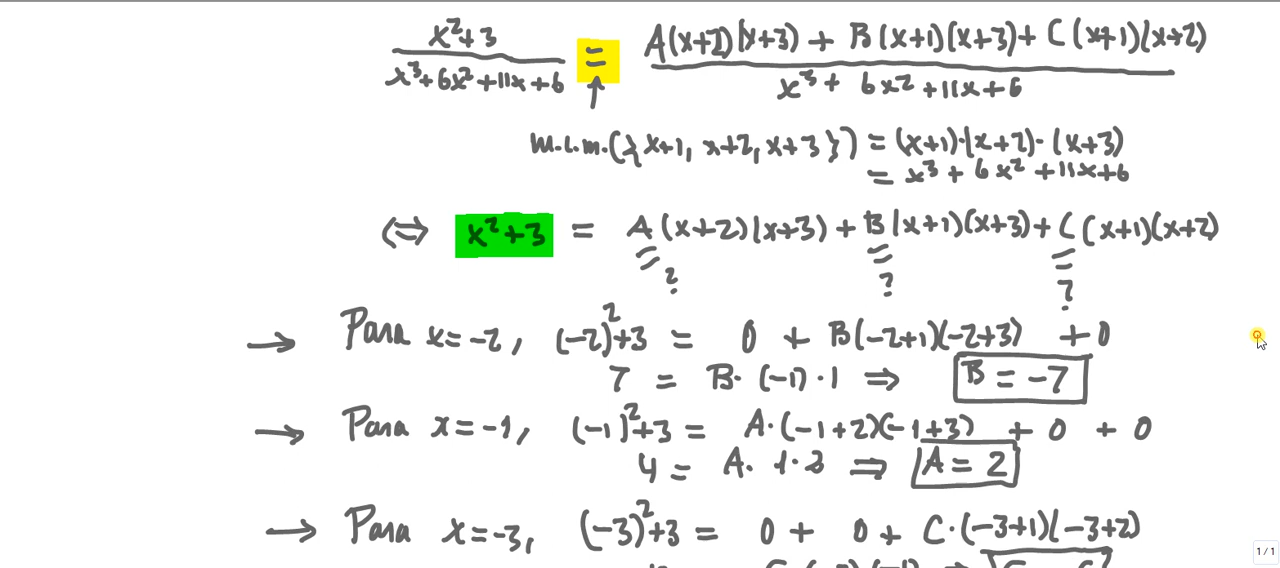 x²+3 / x³+6x²+11x+6 = A(x+2)(x+3) + B(x+1)(x+3) + C(x+1)(x+2) / x³ + 6x² + 11x + 6
m.c.m.({x+1, x+2, x+3}) = (x+1)·(x+2)·(x+3)
= x³ + 6x² + 11x + 6
⇔ x²+3 = A(x+2)(x+3) + B(x+1)(x+3) + C(x+1)(x+2)
? ? ?
→ Para x=-2, (-2)²+3 = 0 + B(-2+1)(-2+3) + 0
7 = B·(-1)·1 ⇒ B = -7
→ Para x=-1, (-1)²+3 = A·(-1+2)(-1+3) + 0 + 0
4 = A·1·2 ⇒ A = 2
→ Para x=-3, (-3)²+3 = 0 + 0 + C·(-3+1)(-3+2)
1 / 1